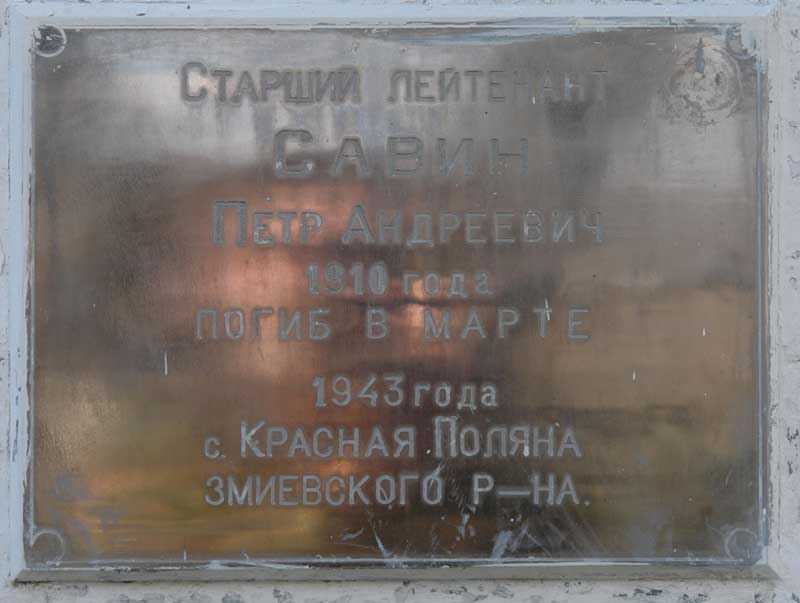 Старший лейтенант
Савин
Петр Андреевич
1910 года
погиб в марте
1943 года
с. Красная Поляна
змиевского р-на.